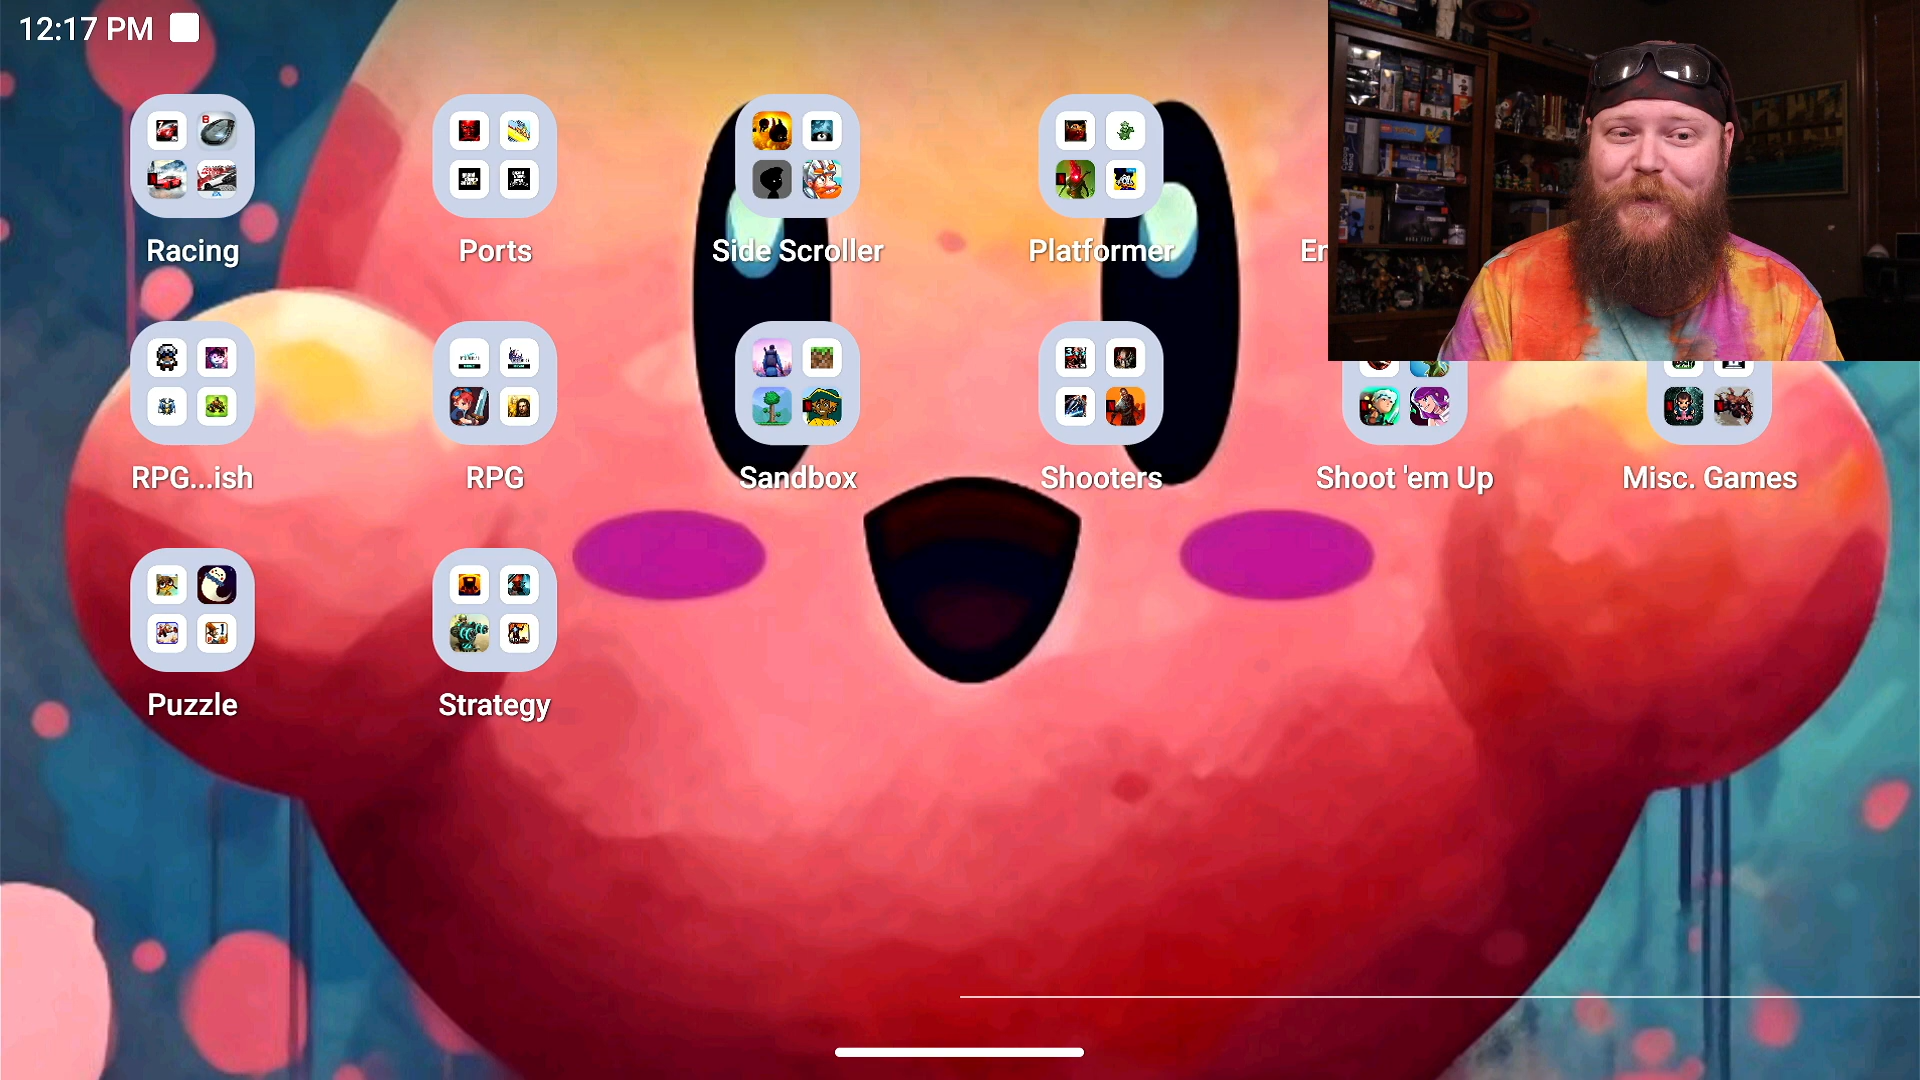 12:17 PM
Racing
Ports
Side Scroller
Platformer
En
RPG...ish
RPG
Sandbox
Shooters
Shoot 'em Up
Misc. Games
Puzzle
Strategy